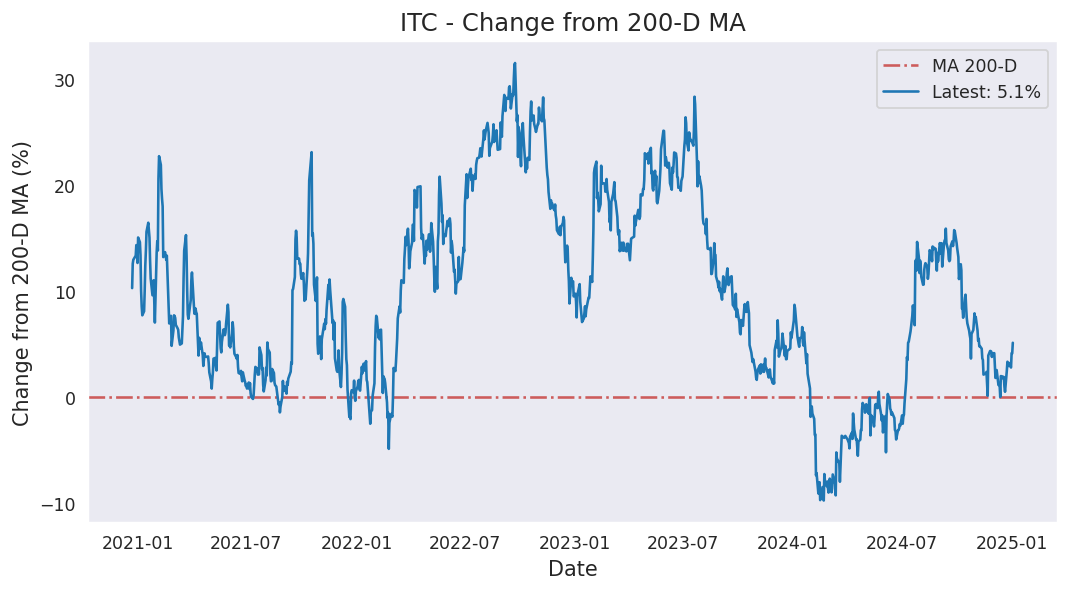 ITC - Change from 200-D MA
MA 200-D
Latest: 5.1%
Change from 200-D MA (%)
30
20
10
0
−10
2021-01 2021-07 2022-01 2022-07 2023-01 2023-07 2024-01 2024-07 2025-01
Date